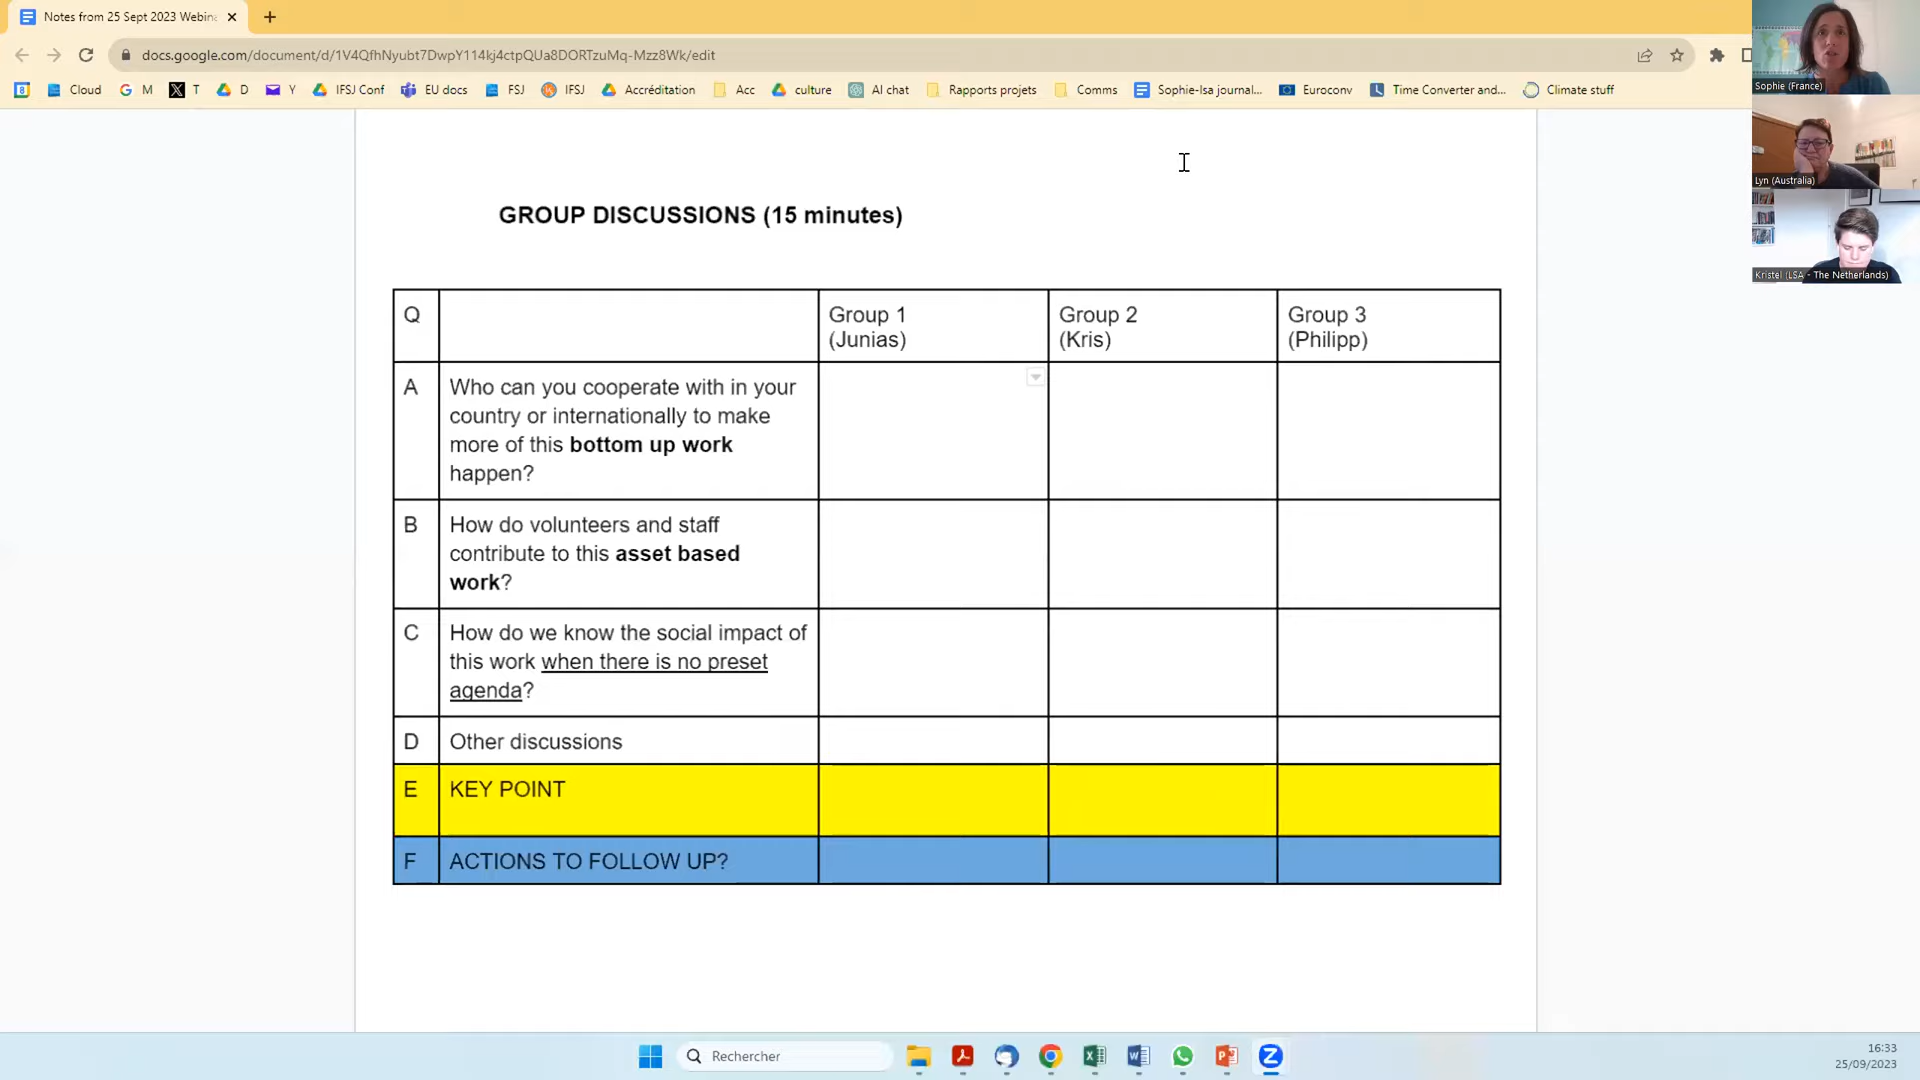 Notes from 25 Sept 2023 Webin
docs.google.com/document/d/1V4QfhNyubt7DwpY114kj4ctpQUa8DORTzuMq-Mzz8Wk/edit
8 Cloud M T D Y IFSJ Conf EU docs FSJ IFSJ Accréditation Acc culture AI chat Rapports projets Comms Sophie-Isa journal... Euroconv Time Converter and... Climate stuff
Sophie (France)
Lyn (Australia)
Kristel (LSA - The Netherlands)
GROUP DISCUSSIONS (15 minutes)
Q
Group 1
(Junias)
Group 2
(Kris)
Group 3
(Philipp)
A
Who can you cooperate with in your
country or internationally to make
more of this bottom up work
happen?
B
How do volunteers and staff
contribute to this asset based
work?
C
How do we know the social impact of
this work when there is no preset
agenda?
D
Other discussions
E
KEY POINT
F
ACTIONS TO FOLLOW UP?
Rechercher
16:33
25/09/2023